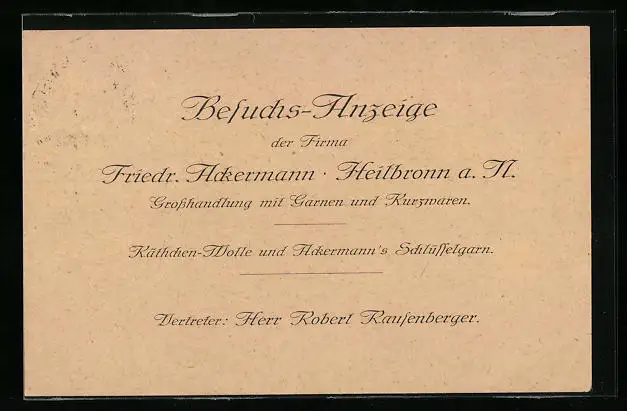 Besuchs-Anzeige
der Firma
Friedr. Ackermann · Heilbronn a. N.
Großhandlung mit Garnen und Kurzwaren.
Käthchen-Wolle und Ackermann's Schlüsselgarn.
Vertreter: Herr Robert Raufenberger.